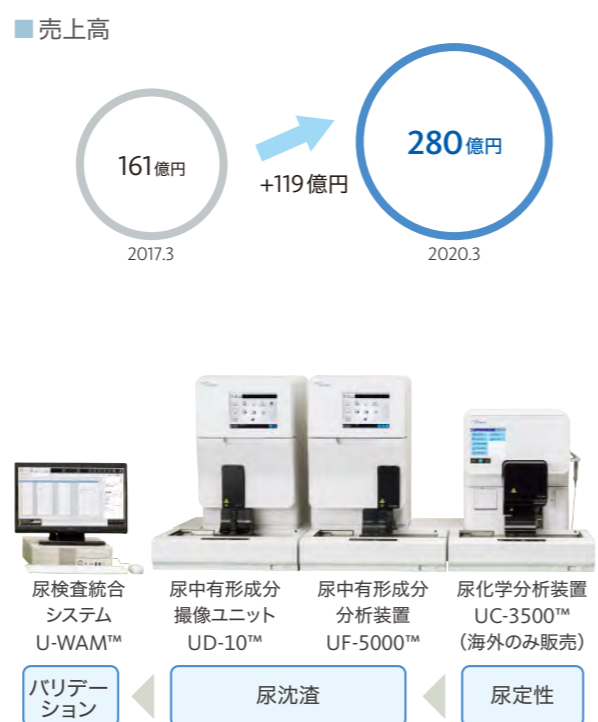 売上高
161億円
+119億円
280億円
2017.3
2020.3
尿検査統合
システム
U-WAM™
尿中有形成分
撮像ユニット
UD-10™
尿中有形成分
分析装置
UF-5000™
尿化学分析装置
UC-3500™
（海外のみ販売）
バリデー
ション
尿沈渣
尿定性